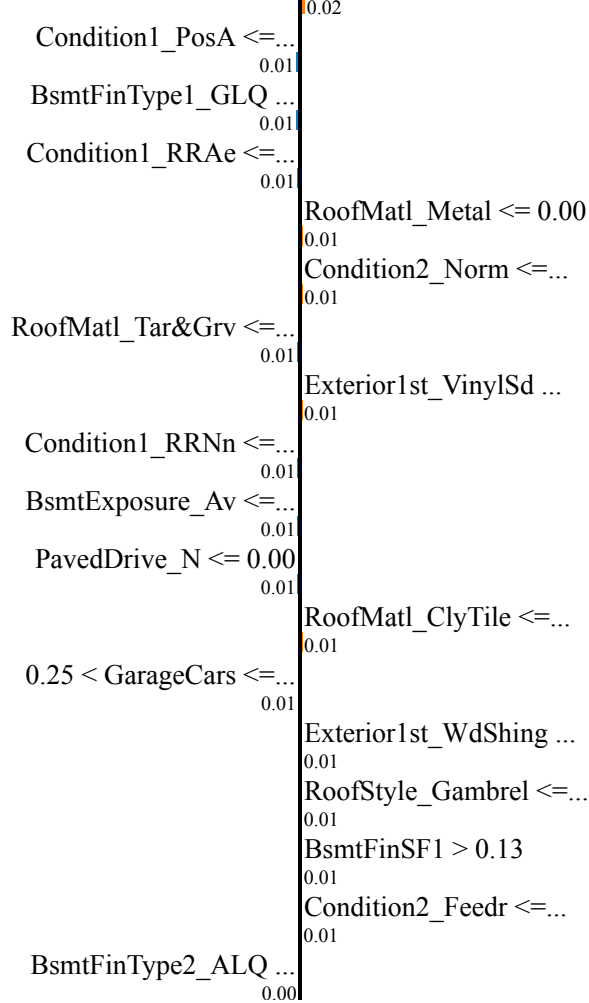 0.02
Condition1_PosA <=...
0.01
BsmtFinType1_GLQ ...
0.01
Condition1_RRAe <=...
0.01
RoofMatl_Metal <= 0.00
0.01
Condition2_Norm <=...
0.01
RoofMatl_Tar&Grv <=...
0.01
Exterior1st_VinylSd ...
0.01
Condition1_RRNn <=...
0.01
BsmtExposure_Av <=...
0.01
PavedDrive_N <= 0.00
0.01
RoofMatl_ClyTile <=...
0.01
0.25 < GarageCars <=...
0.01
Exterior1st_WdShing ...
0.01
RoofStyle_Gambrel <=...
0.01
BsmtFinSF1 > 0.13
0.01
Condition2_Feedr <=...
0.01
BsmtFinType2_ALQ ...
0.00